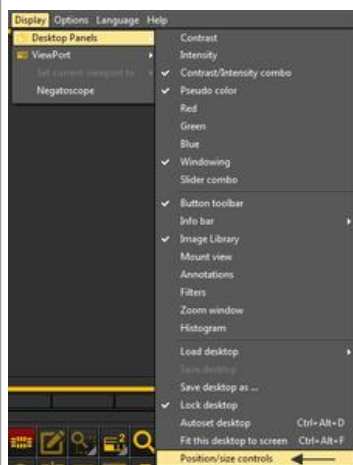 Display Options Language Help
Desktop Panels
ViewPort
Set current viewport to
Negatoscope
Contrast
Intensity
Contrast/Intensity combo
Pseudo color
Red
Green
Blue
Windowing
Slider combo
Button toolbar
Info bar
Image Library
Mount view
Annotations
Filters
Zoom window
Histogram
Load desktop
Save desktop
Save desktop as ...
Lock desktop
Autoset desktop Ctrl+Alt+D
Fit this desktop to screen Ctrl+Alt+F
Position/size controls